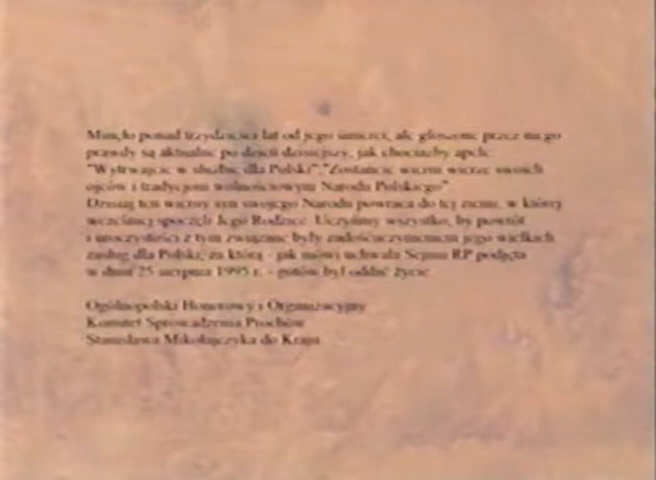 Minęło ponad trzydzieści lat od jego śmierci, ale głoszone przez niego
prawdy są aktualne po dzień dzisiejszy, jak chociażby apele:
"Wytrwajcie w służbie dla Polski", "Zostańcie wierni wierze swoich
ojców i tradycjom wolnościowym Narodu Polskiego"
Dzisiaj ten wierny syn swojego Narodu powraca do tej ziemi, w której
wcześniej spoczęli Jego Rodzice. Uczyńmy wszystko, by powrót
i uroczystości z tym związane były zadośćuczynieniem jego wielkich
zasług dla Polski, za którą - jak mówi uchwała Sejmu RP podjęta
w dniu 25 sierpnia 1995 r. - gotów był oddać życie
Ogólnopolski Honorowy i Organizacyjny
Komitet Sprowadzenia Prochów
Stanisława Mikołajczyka do Kraju